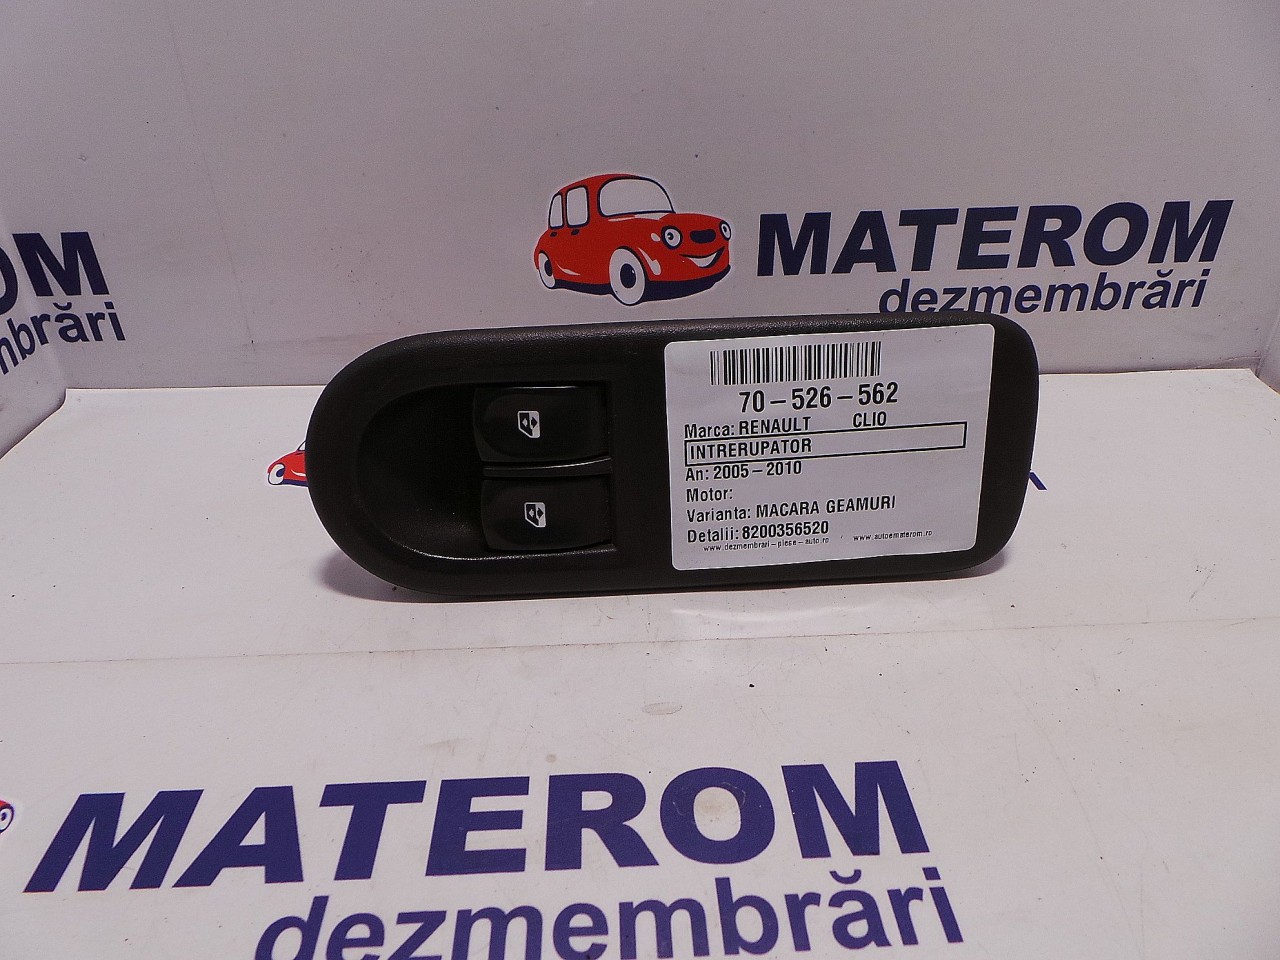 MATEROM
dezmembrări
OM
nembrări
70-526-562
Marca: RENAULT CLIO
INTRERUPATOR
An: 2005-2010
Motor:
Varianta: MACARA GEAMURI
Detalii: 8200356520
www.dezmembrari-piese-auto.ro / www.autoematerom.ro
MATEROM
dezmembrări